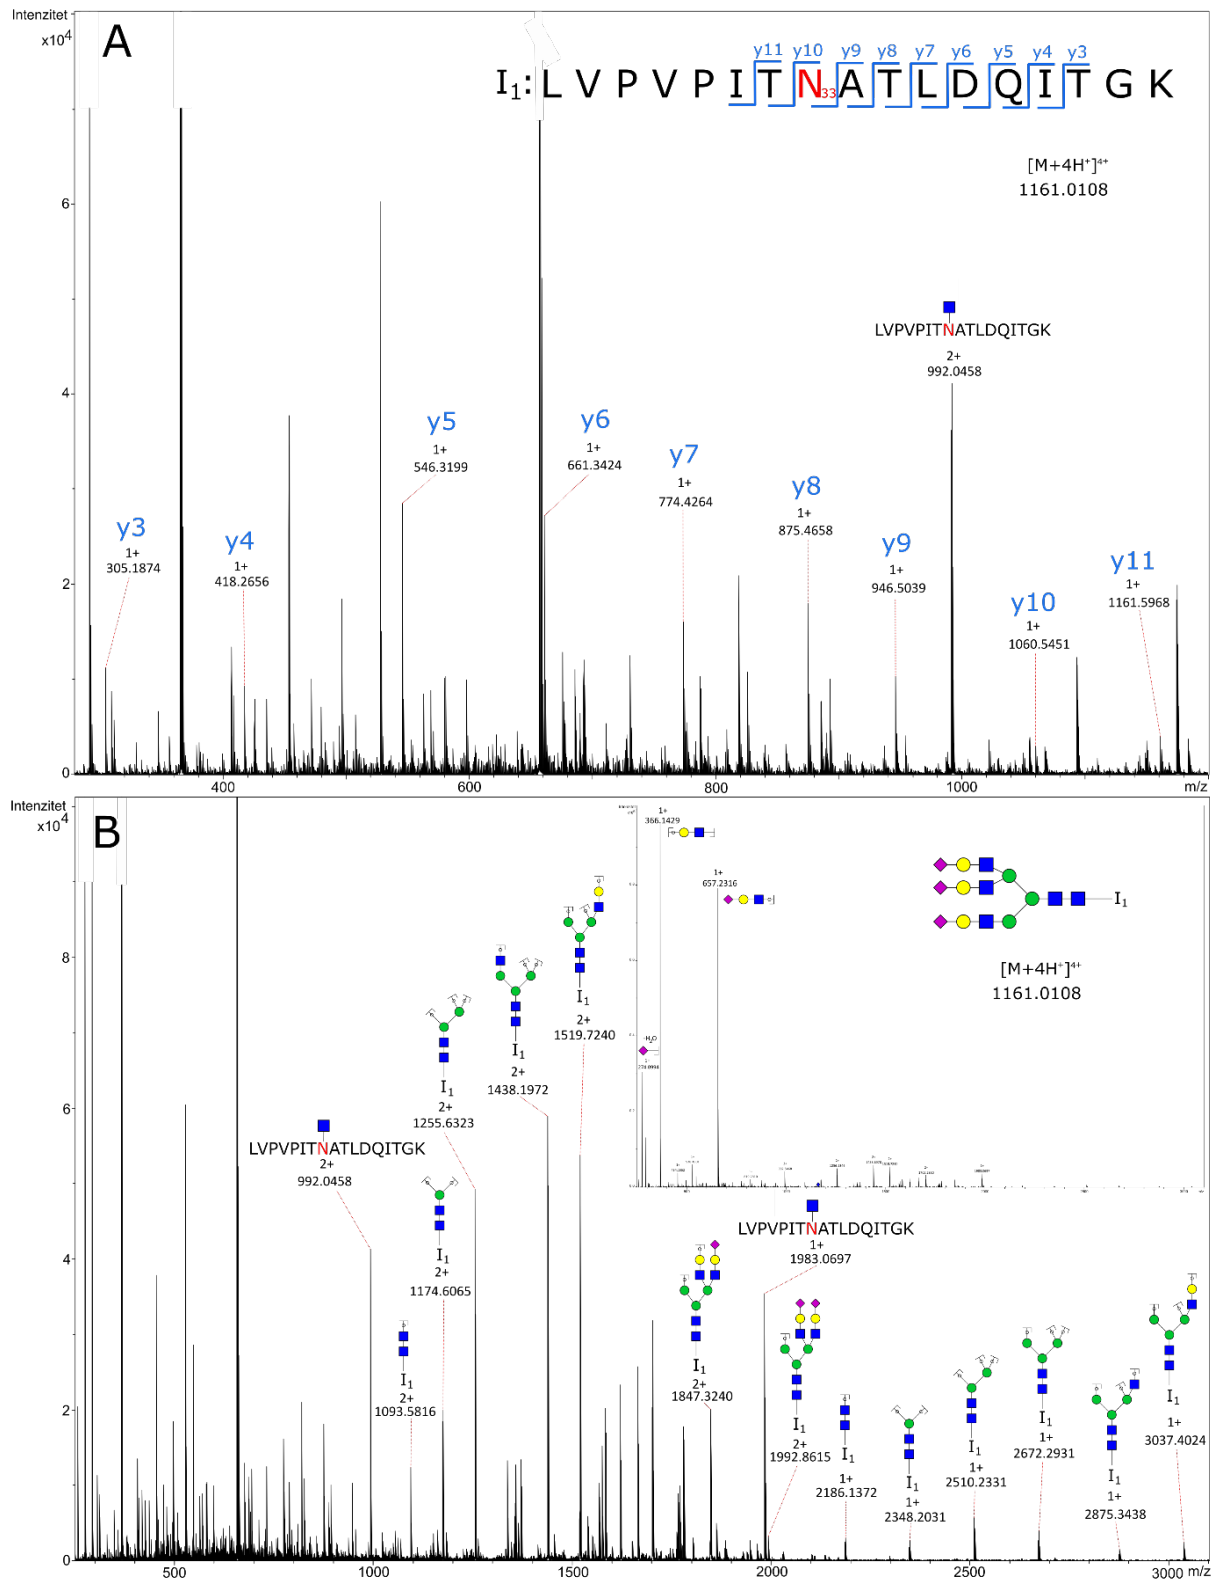 Intenzitet
x10⁴
A
y11 y10 y9 y8 y7 y6 y5 y4 y3
I₁: L V P V P I T N₃₃ A T L D Q I T G K
[M+4H⁺]⁴⁺
1161.0108
6
LVPVPITNATLDQITGK
2+
992.0458
4
y5
1+
546.3199
y6
1+
661.3424
y7
1+
774.4264
y8
1+
875.4658
y3
1+
305.1874
y4
1+
418.2656
y9
1+
946.5039
y10
1+
1060.5451
y11
1+
1161.5968
2
0
400 600 800 1000 m/z
Intenzitet
x10⁴
B
1+
366.1429
1+
657.2316
H₂O
I₁
[M+4H⁺]⁴⁺
1161.0108
8
I₁
2+
1519.7240
I₁
2+
1438.1972
I₁
2+
1255.6323
6
LVPVPITNATLDQITGK
2+
992.0458
I₁
2+
1174.6065
I₁
2+
1093.5816
4
LVPVPITNATLDQITGK
1+
1983.0697
I₁
2+
1847.3240
I₁
2+
1992.8615
I₁
1+
2186.1372
I₁
1+
2348.2031
I₁
1+
2510.2331
I₁
1+
2672.2931
I₁
1+
2875.3438
I₁
1+
3037.4024
2
0
500 1000 1500 2000 2500 3000 m/z